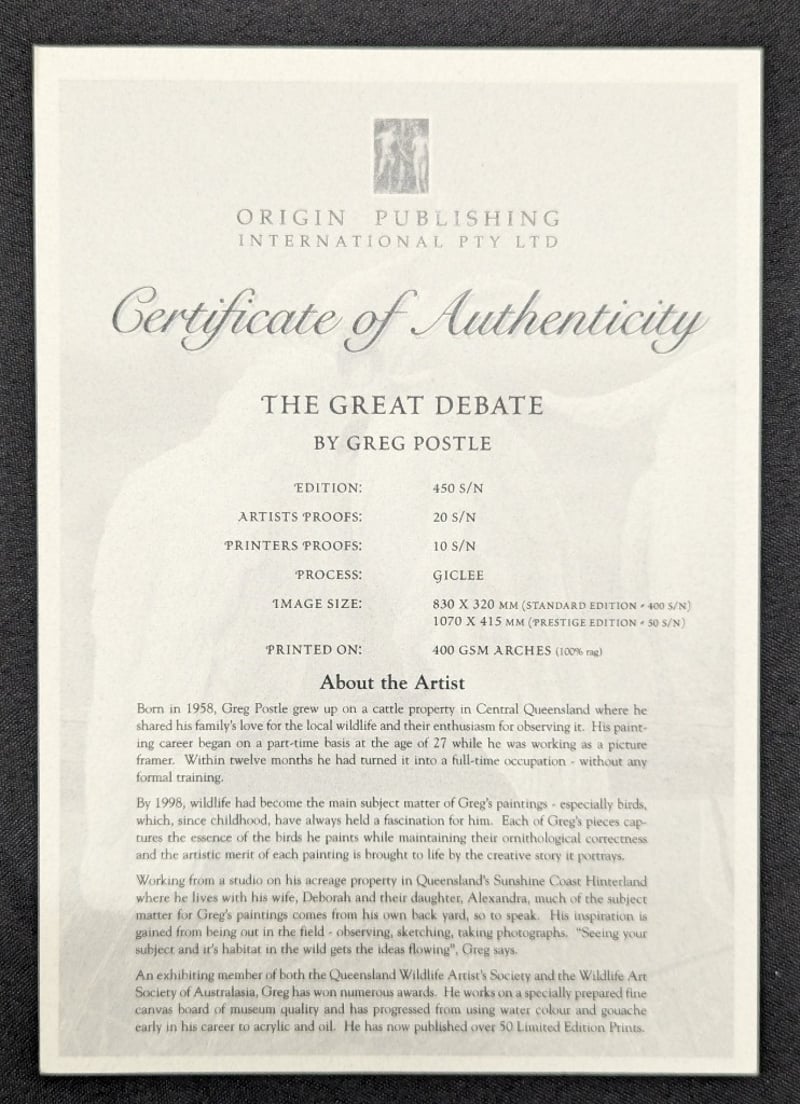 ORIGIN PUBLISHING
INTERNATIONAL PTY LTD
Certificate of Authenticity
THE GREAT DEBATE
BY GREG POSTLE
EDITION: 450 S/N
ARTISTS PROOFS: 20 S/N
PRINTERS PROOFS: 10 S/N
PROCESS: GICLEE
IMAGE SIZE: 830 X 320 MM (STANDARD EDITION - 400 S/N)
1070 X 415 MM (PRESTIGE EDITION - 50 S/N)
PRINTED ON: 400 GSM ARCHES (100% rag)
About the Artist
Born in 1958, Greg Postle grew up on a cattle property in Central Queensland where he
shared his family's love for the local wildlife and their enthusiasm for observing it. His paint-
ing career began on a part-time basis at the age of 27 while he was working as a picture
framer. Within twelve months he had turned it into a full-time occupation - without any
formal training.
By 1998, wildlife had become the main subject matter of Greg's paintings - especially birds,
which, since childhood, have always held a fascination for him. Each of Greg's pieces cap-
tures the essence of the birds he paints while maintaining their ornithological correctness
and the artistic merit of each painting is brought to life by the creative story it portrays.
Working from a studio on his acreage property in Queensland's Sunshine Coast Hinterland
where he lives with his wife, Deborah and their daughter, Alexandra, much of the subject
matter for Greg's paintings comes from his own back yard, so to speak. His inspiration is
gained from being out in the field - observing, sketching, taking photographs. "Seeing your
subject and it's habitat in the wild gets the ideas flowing", Greg says.
An exhibiting member of both the Queensland Wildlife Artist's Society and the Wildlife Art
Society of Australasia, Greg has won numerous awards. He works on a specially prepared fine
canvas board of museum quality and has progressed from using water colour and gouache
early in his career to acrylic and oil. He has now published over 50 Limited Edition Prints.